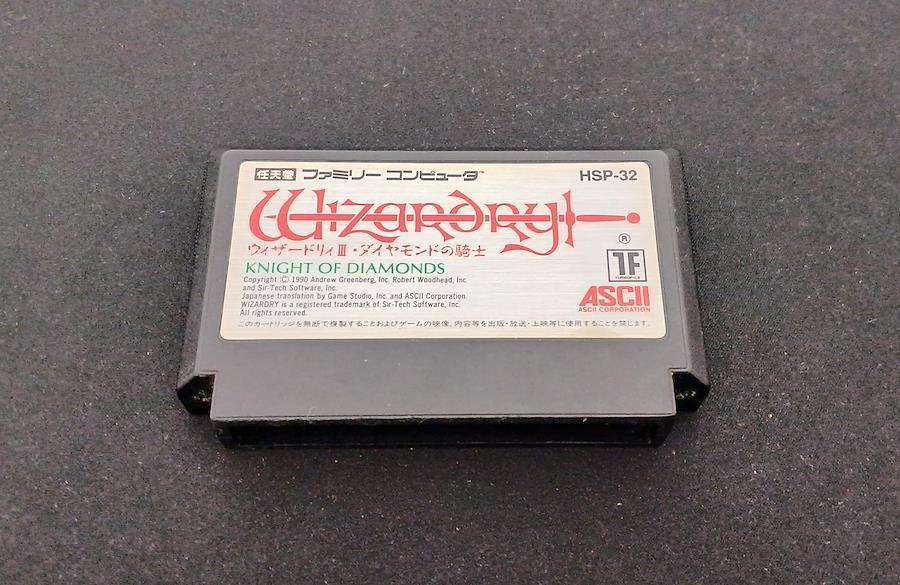 任天堂 ファミリー コンピュータ™ HSP-32
Wizardry
®
ウィザードリィⅢ・ダイヤモンドの騎士
KNIGHT OF DIAMONDS
Copyright © 1990 Andrew Greenberg, Inc. Robert Woodhead, Inc.
and Sir-Tech Software, Inc.
Japanese translation by Game Studio, Inc. and ASCII Corporation.
WIZARDRY is a registered trademark of Sir-Tech Software, Inc.
All rights reserved.
TF
TURBOFILE
ASCII
ASCII CORPORATION
このカートリッジを無断で複製することおよびゲームの映像、内容等を出版・放送・上映等に使用することを禁じます。